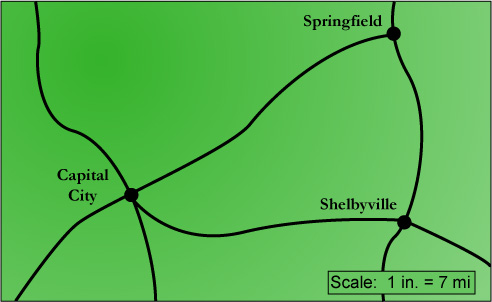 Springfield
Capital
City
Shelbyville
Scale: 1 in. = 7 mi